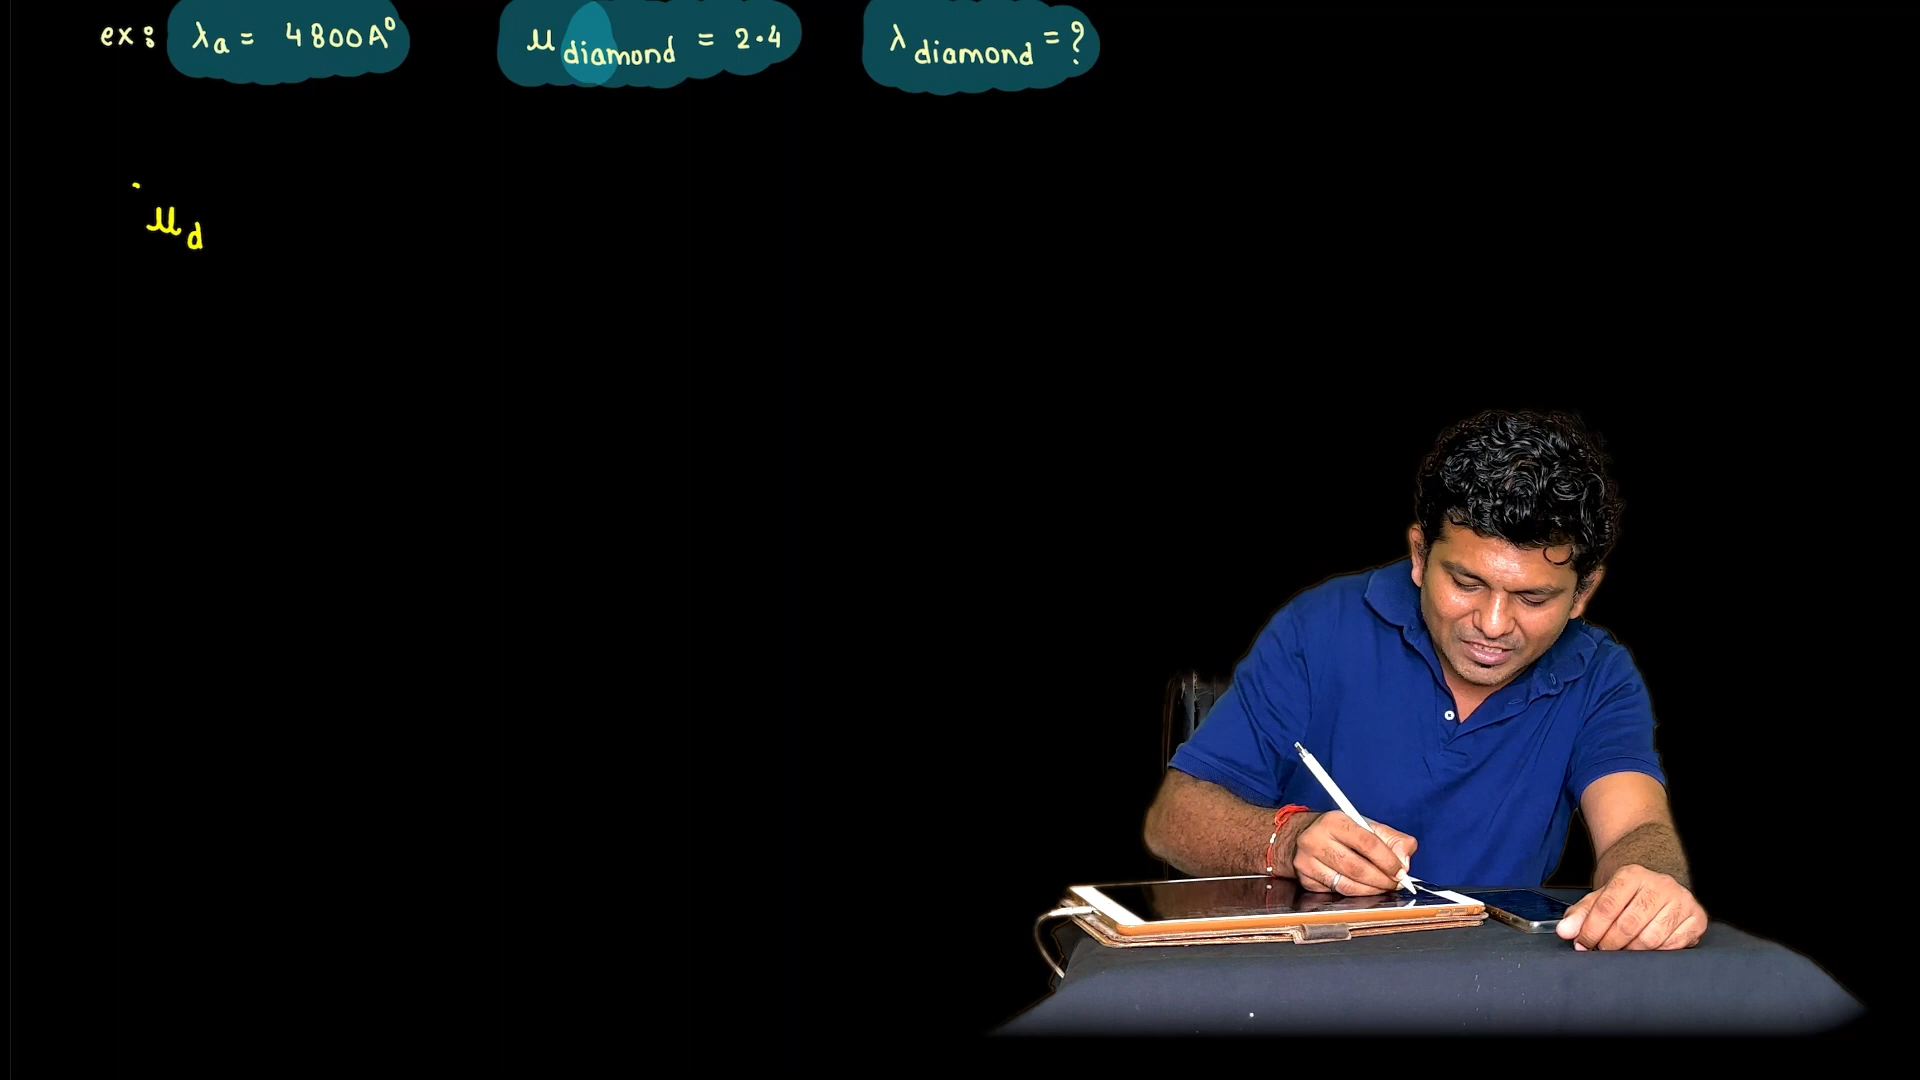 ex: λa = 4800A° μdiamond = 2.4 λdiamond = ?
μd